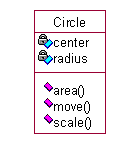 Circle
center
radius
area()
move()
scale()